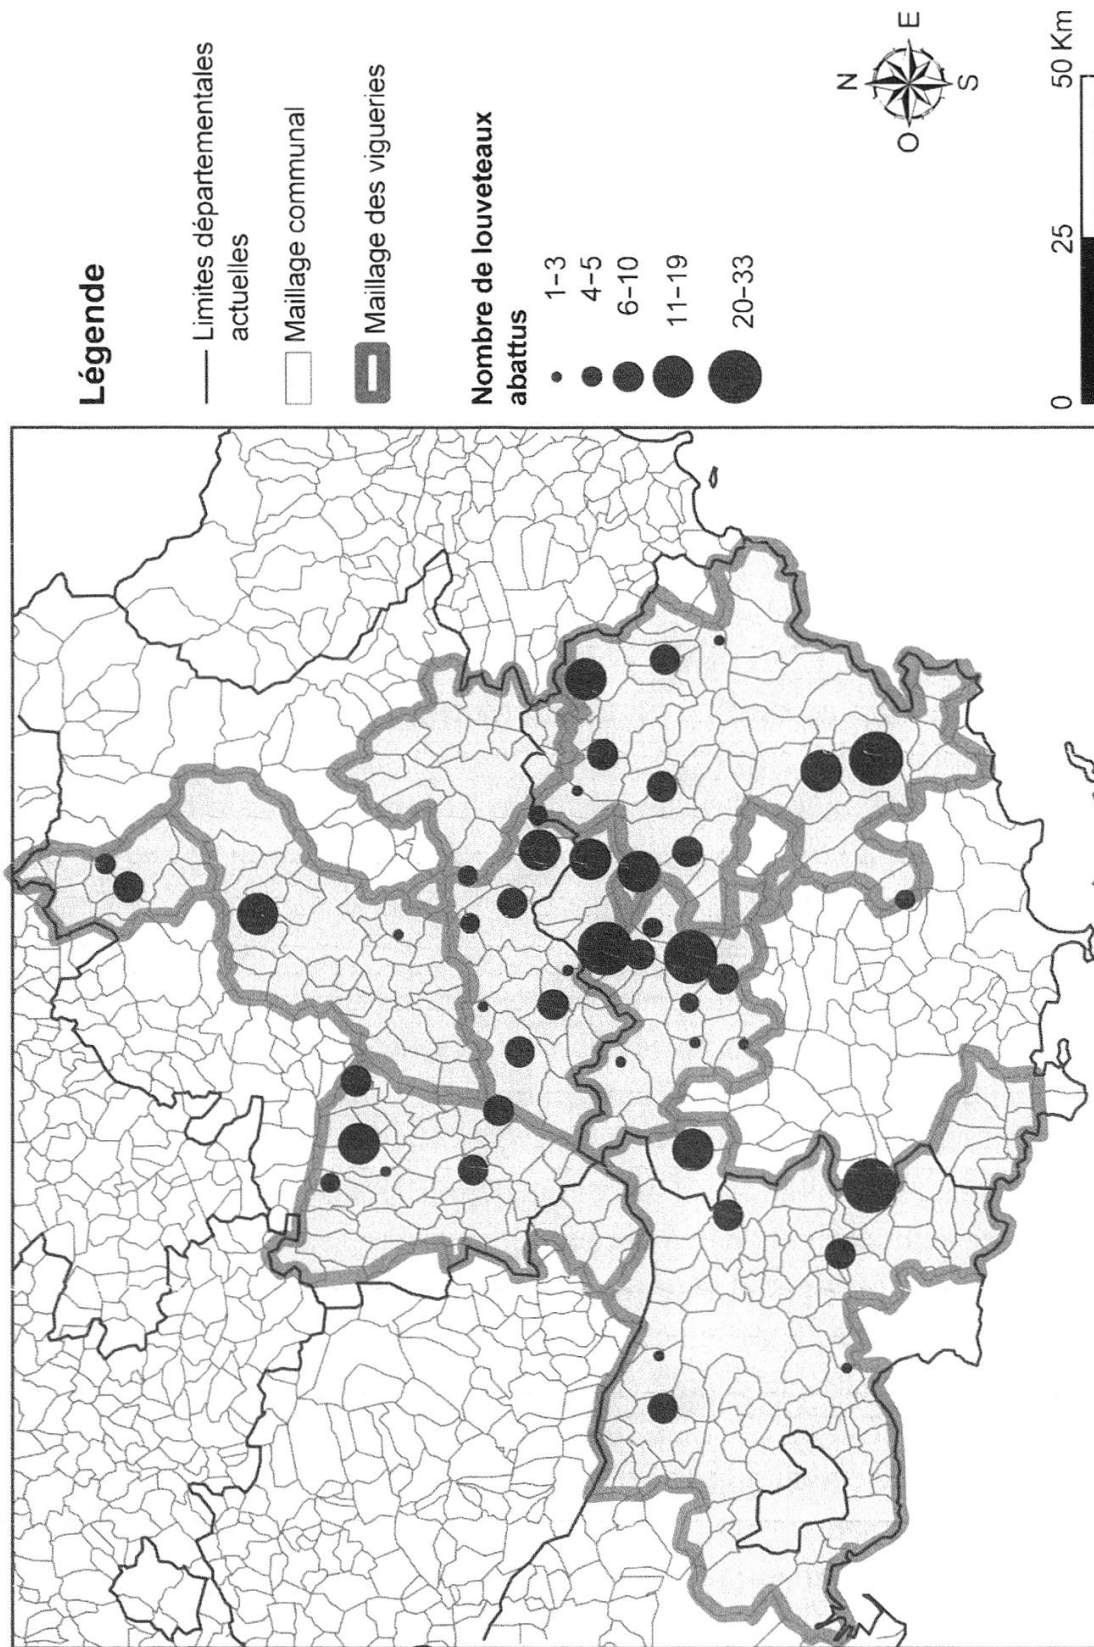 Légende
Limites départementales
actuelles
Maillage communal
Maillage des vigueries
Nombre de louveteaux
abattus
1-3
4-5
6-10
11-19
20-33
N
O
E
S
0
25
50 Km